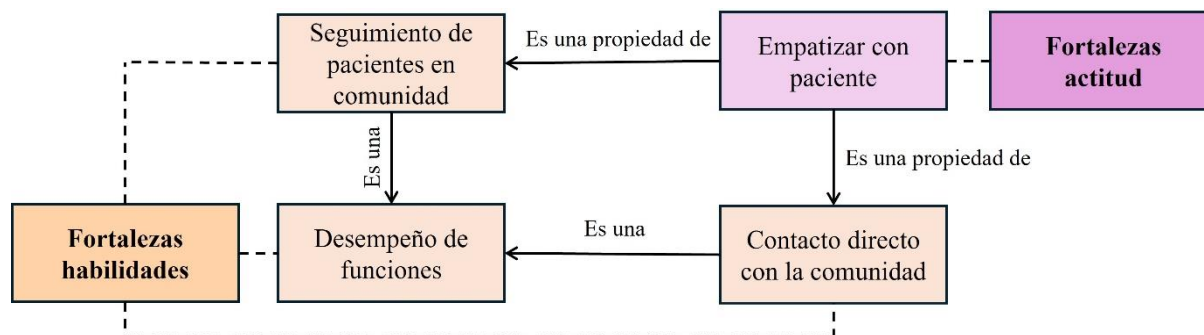 Seguimiento de
pacientes en
comunidad
Es una propiedad de
Empatizar con
paciente
Fortalezas
actitud
Es una
Es una propiedad de
Fortalezas
habilidades
Desempeño de
funciones
Es una
Contacto directo
con la comunidad